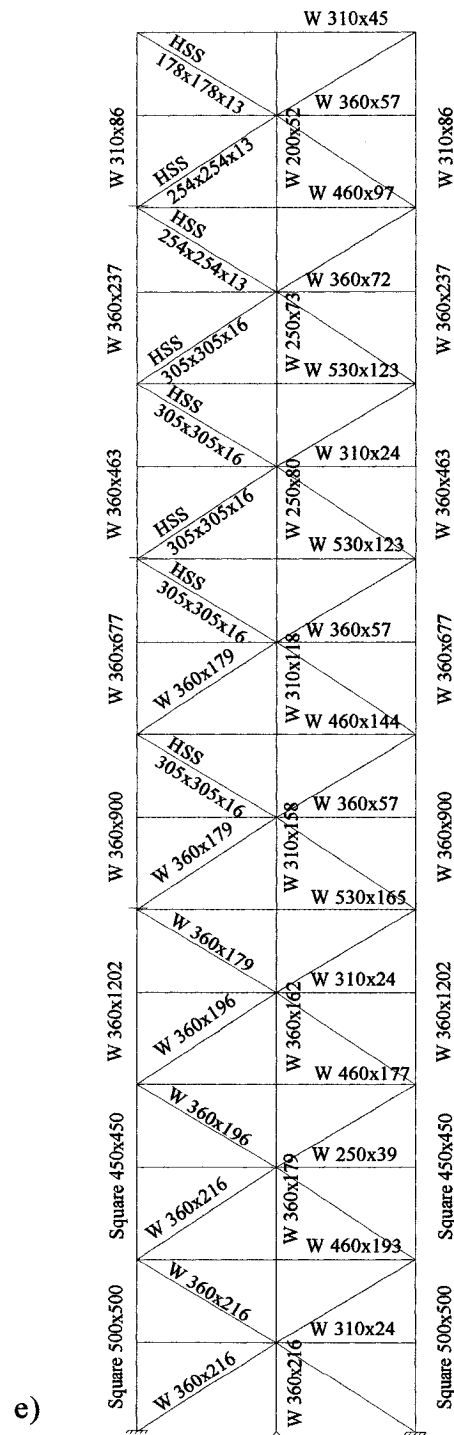 W 310x45
HSS
178x178x13
W 360x57
W 310x86
W 200x52
W 310x86
HSS
254x254x13
W 460x97
HSS
254x254x13
W 360x72
W 360x237
W 250x73
W 360x237
HSS
305x305x16
W 530x123
HSS
305x305x16
W 310x24
W 360x463
W 250x80
W 360x463
HSS
305x305x16
W 530x123
HSS
305x305x16
W 360x57
W 360x677
W 360x179
W 310x118
W 360x677
W 460x144
HSS
305x305x16
W 360x57
W 360x900
W 360x179
W 310x158
W 360x900
W 530x165
W 360x179
W 310x24
W 360x1202
W 360x196
W 360x162
W 360x1202
W 460x177
W 360x196
W 250x39
Square 450x450
W 360x216
W 360x179
Square 450x450
W 460x193
W 360x216
W 310x24
Square 500x500
W 360x216
W 360x216
Square 500x500
e)